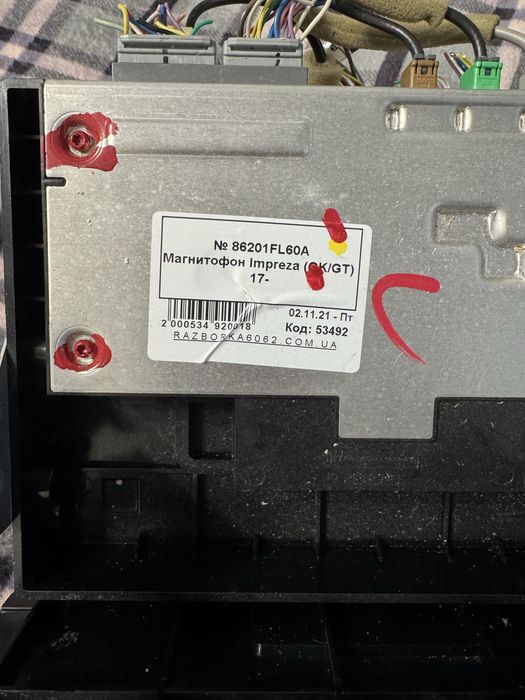 № 86201FL60A
Магнитофон Impreza (GK/GT)
17-
02.11.21 - Пт
2 000534 920018
Код: 53492
RAZBORKA6062.COM.UA